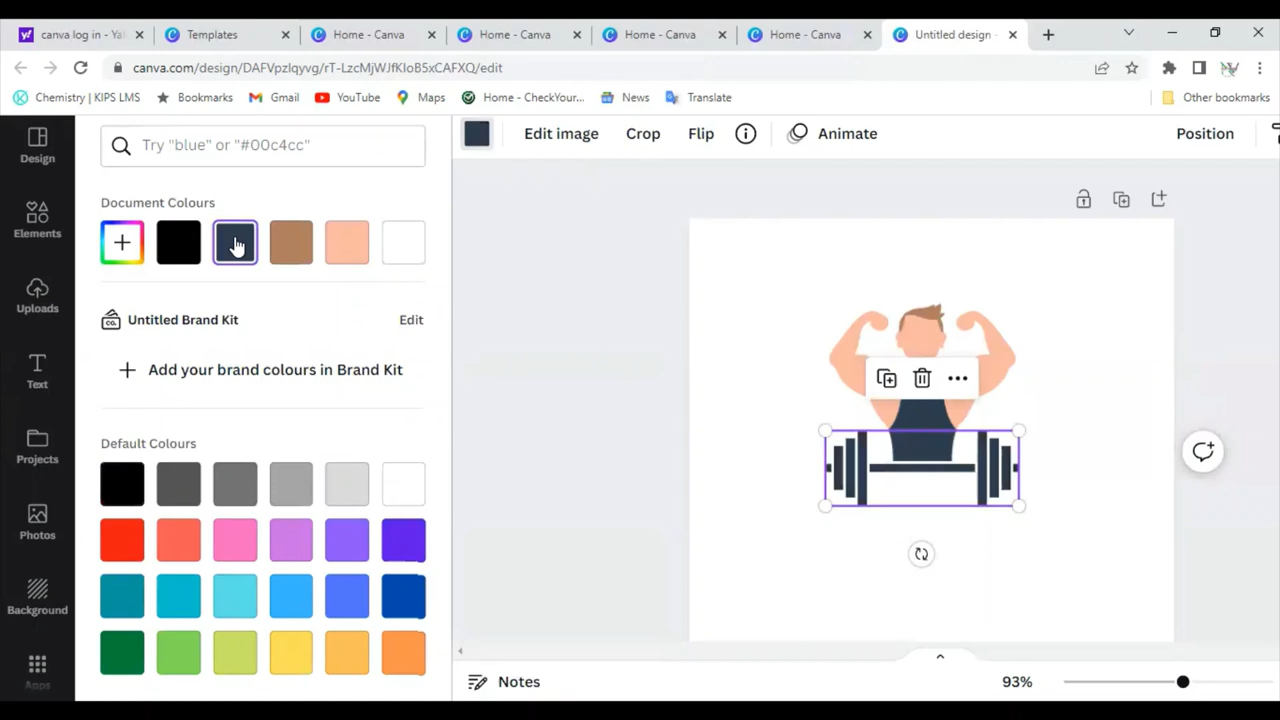 canva log in - Ya
Templates
Home - Canva
Home - Canva
Home - Canva
Home - Canva
Untitled design -
canva.com/design/DAFVpzlqyvg/rT-LzcMjWJfKIoB5xCAFXQ/edit
Chemistry | KIPS LMS
Bookmarks
Gmail
YouTube
Maps
Home - CheckYour...
News
Translate
Other bookmarks
Design
Elements
Uploads
Text
Projects
Photos
Background
Apps
Try "blue" or "#00c4cc"
Document Colours
CO.
Untitled Brand Kit
Edit
Add your brand colours in Brand Kit
Default Colours
Edit image
Crop
Flip
Animate
Position
Notes
93%